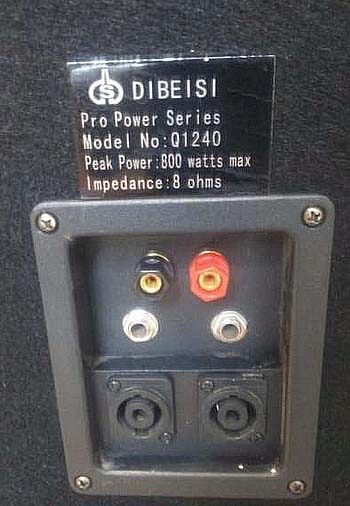 DIBEISI
Pro Power Series
Model No:Q1240
Peak Power:800 watts max
Impedance:8 ohms